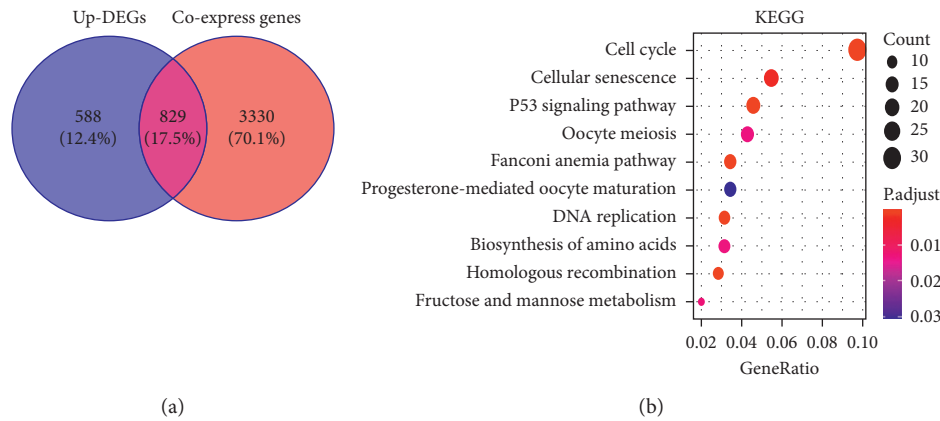 Up-DEGs
Co-express genes
588
(12.4%)
829
(17.5%)
3330
(70.1%)
(a)
KEGG
Cell cycle
Cellular senescence
P53 signaling pathway
Oocyte meiosis
Fanconi anemia pathway
Progesterone-mediated oocyte maturation
DNA replication
Biosynthesis of amino acids
Homologous recombination
Fructose and mannose metabolism
0.02 0.04 0.06 0.08 0.10
GeneRatio
Count
10
15
20
25
30
P.adjust
0.01
0.02
0.03
(b)